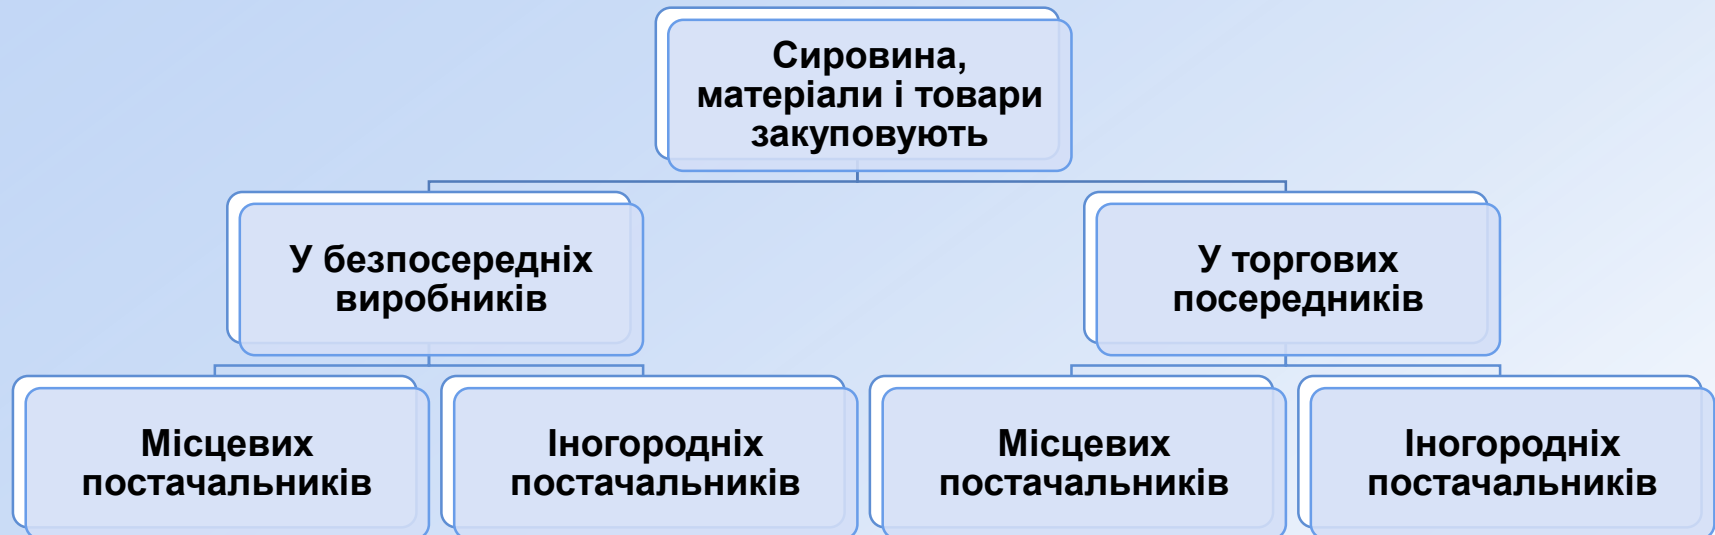 Сировина,
матеріали і товари
закуповують
У безпосередніх
виробників
У торгових
посередників
Місцевих
постачальників
Іногородніх
постачальників
Місцевих
постачальників
Іногородніх
постачальників